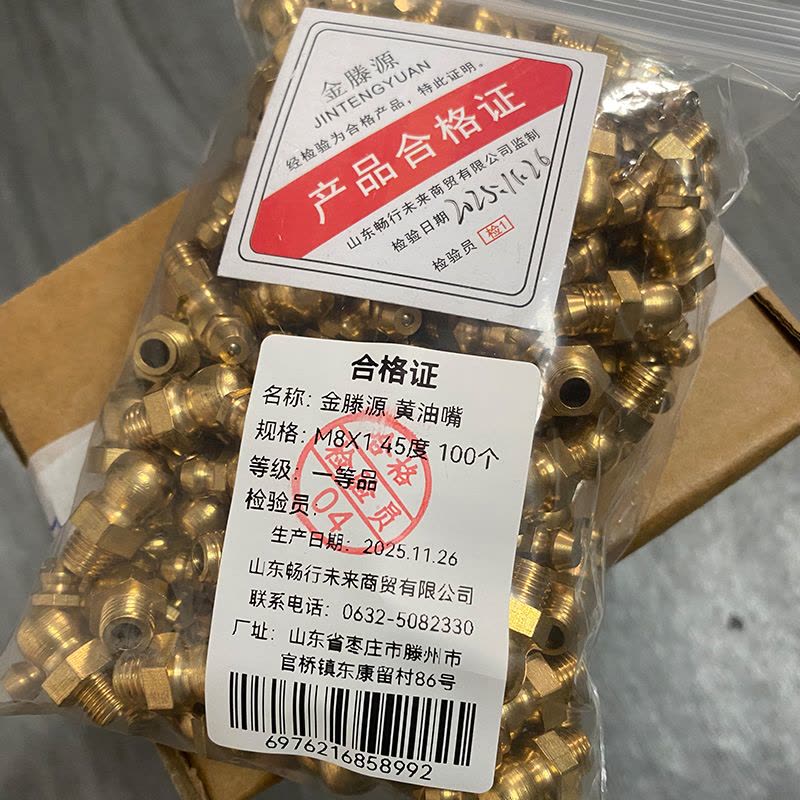 金滕源
JINTENGYUAN
经检验为合格产品，特此证明。
产品合格证
山东畅行未来商贸有限公司监制
检验日期 2025-11-26
检验员 检1
合格证
名称: 金滕源 黄油嘴
规格: M8X1 45度 100个
等级: 一等品
检验员:
合格
检验员
04
生产日期: 2025.11.26
山东畅行未来商贸有限公司
联系电话: 0632-5082330
厂址: 山东省枣庄市滕州市
官桥镇东康留村86号
6976216858992